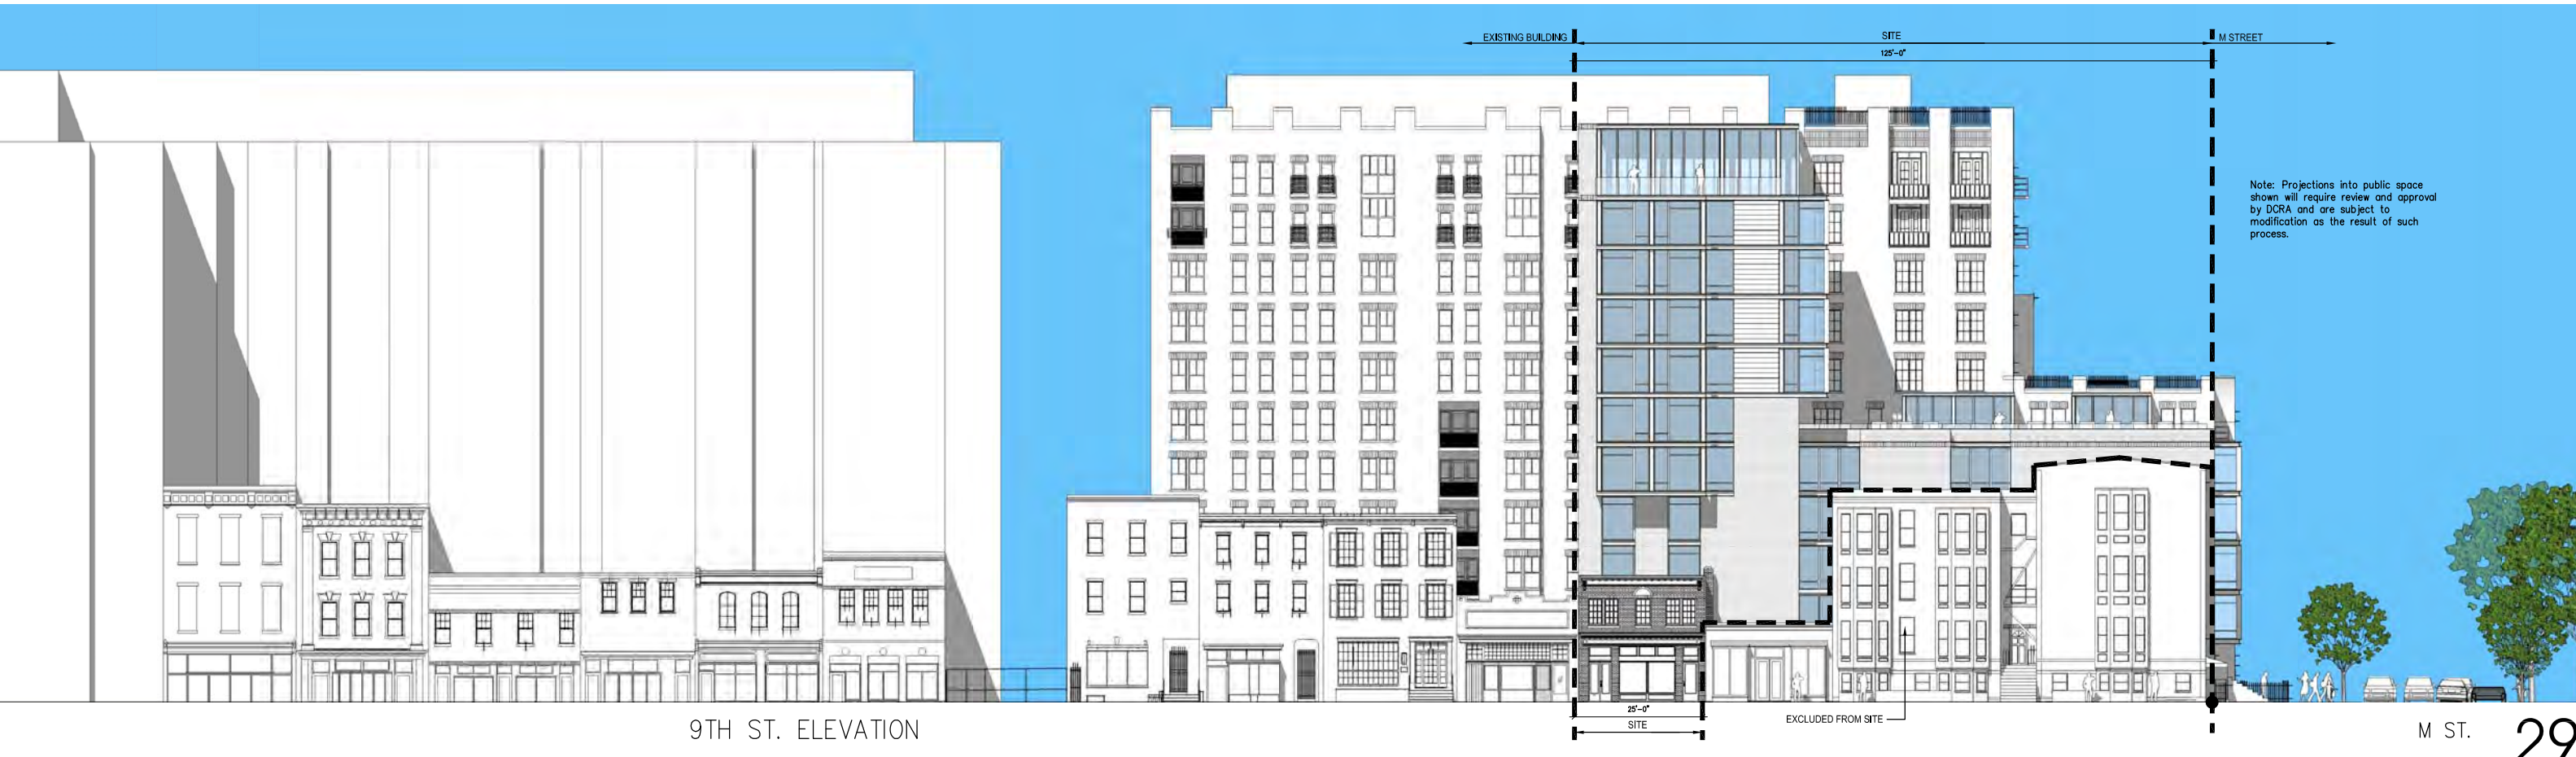 EXISTING BUILDING
SITE
M STREET
125'-0"
Note: Projections into public space
shown will require review and approval
by DCRA and are subject to
modification as the result of such
process.
25'-0"
SITE
EXCLUDED FROM SITE
9TH ST. ELEVATION
M ST.
29